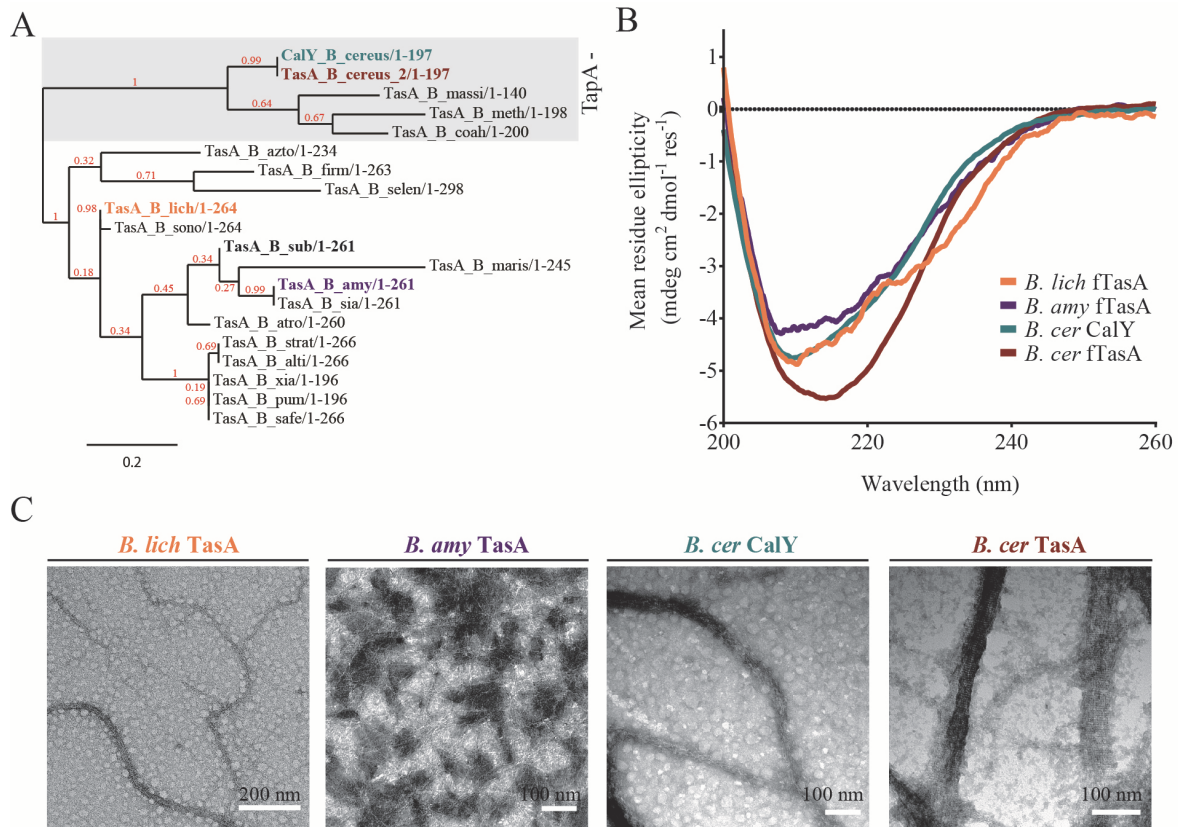 A
0.99
CalY_B_cereus/1-197
TasA_B_cereus_2/1-197
1
TasA_B_massi/1-140
0.64
TasA_B_meth/1-198
0.67
TasA_B_coah/1-200
TapA -
TasA_B_azto/1-234
0.32
TasA_B_firm/1-263
0.71
TasA_B_selen/1-298
0.98
TasA_B_lich/1-264
1
TasA_B_sono/1-264
TasA_B_sub/1-261
0.34
TasA_B_maris/1-245
0.18
0.45
0.27
TasA_B_amy/1-261
0.99
TasA_B_sia/1-261
TasA_B_atro/1-260
0.34
TasA_B_strat/1-266
0.69
TasA_B_alti/1-266
1
TasA_B_xia/1-196
0.19
TasA_B_pum/1-196
0.69
TasA_B_safe/1-266
0.2
B
Mean residue ellipticity
(mdeg cm2 dmol-1 res-1)
1
0
-1
-2
-3
-4
-5
-6
200
220
240
260
Wavelength (nm)
B. lich fTasA
B. amy fTasA
B. cer CalY
B. cer fTasA
C
B. lich TasA
B. amy TasA
B. cer CalY
B. cer TasA
200 nm
100 nm
100 nm
100 nm